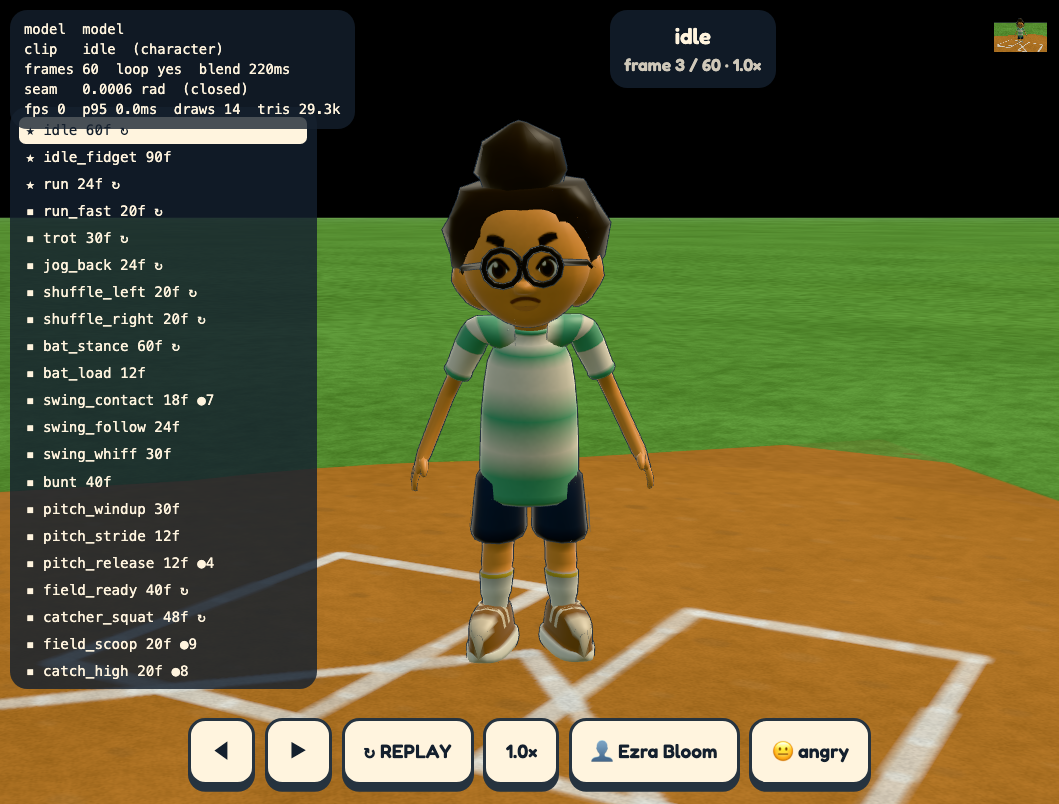 model model
clip idle (character)
frames 60 loop yes blend 220ms
seam 0.0006 rad (closed)
fps 0 p95 0.0ms draws 14 tris 29.3k
★ idle 60f ↻
★ idle_fidget 90f
★ run 24f ↻
▪ run_fast 20f ↻
▪ trot 30f ↻
▪ jog_back 24f ↻
▪ shuffle_left 20f ↻
▪ shuffle_right 20f ↻
▪ bat_stance 60f ↻
▪ bat_load 12f
▪ swing_contact 18f ●7
▪ swing_follow 24f
▪ swing_whiff 30f
▪ bunt 40f
▪ pitch_windup 30f
▪ pitch_stride 12f
▪ pitch_release 12f ●4
▪ field_ready 40f ↻
▪ catcher_squat 48f ↻
▪ field_scoop 20f ●9
▪ catch_high 20f ●8
idle
frame 3 / 60 · 1.0×
◀ ▶ ↻ REPLAY 1.0× 👤 Ezra Bloom 😐 angry